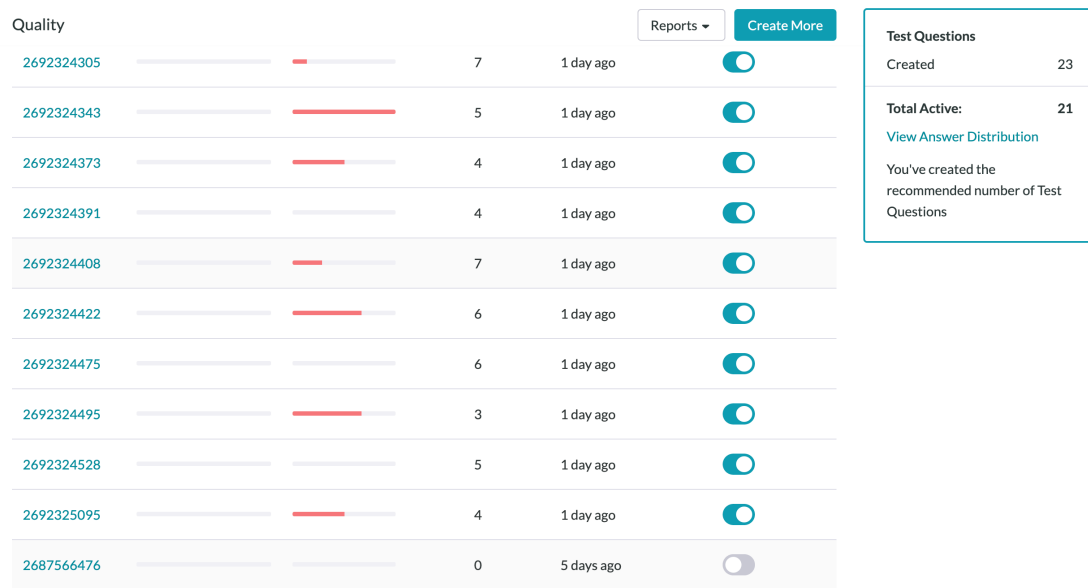 Quality
Reports
Create More
2692324305 7 1 day ago
2692324343 5 1 day ago
2692324373 4 1 day ago
2692324391 4 1 day ago
2692324408 7 1 day ago
2692324422 6 1 day ago
2692324475 6 1 day ago
2692324495 3 1 day ago
2692324528 5 1 day ago
2692325095 4 1 day ago
2687566476 0 5 days ago
Test Questions
Created 23
Total Active: 21
View Answer Distribution
You've created the
recommended number of Test
Questions